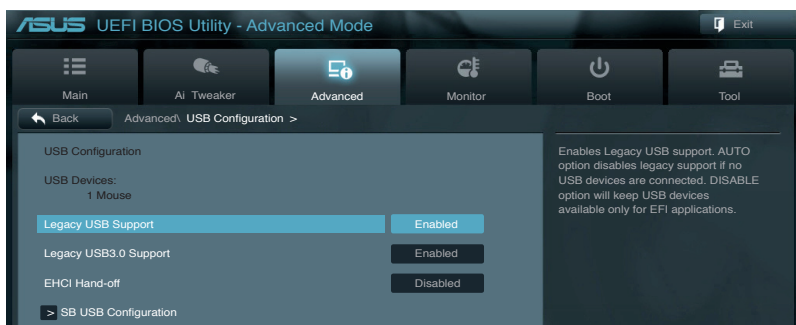 ASUS UEFI BIOS Utility - Advanced Mode
Exit
Main
Ai Tweaker
Advanced
Monitor
Boot
Tool
Back
Advanced\ USB Configuration >
USB Configuration
USB Devices:
1 Mouse
Legacy USB Support Enabled
Legacy USB3.0 Support Enabled
EHCI Hand-off Disabled
> SB USB Configuration
Enables Legacy USB support. AUTO
option disables legacy support if no
USB devices are connected. DISABLE
option will keep USB devices
available only for EFI applications.